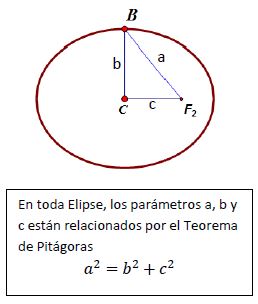 B
b
a
C
c
F₂
En toda Elipse, los parámetros a, b y
c están relacionados por el Teorema
de Pitágoras
a² = b² + c²